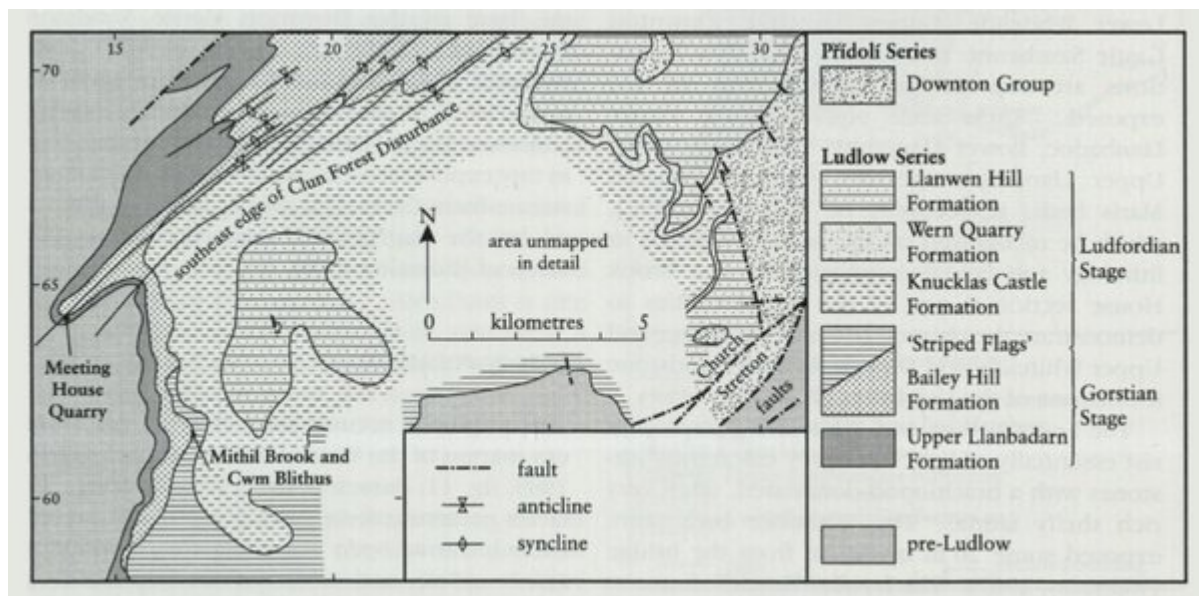 15
20
25
30
70
65
60
southeast edge of Clun Forest Disturbance
N
area unmapped
in detail
0
kilometres
5
Meeting
House
Quarry
Church
Stretton
faults
Mithil Brook and
Cwm Blithus
20
fault
anticline
syncline
Přídolí Series
Downton Group
Ludlow Series
Llanwen Hill
Formation
Wern Quarry
Formation
Knucklas Castle
Formation
Ludfordian
Stage
'Striped Flags'
Bailey Hill
Formation
Upper Llanbadarn
Formation
Gorstian
Stage
pre-Ludlow